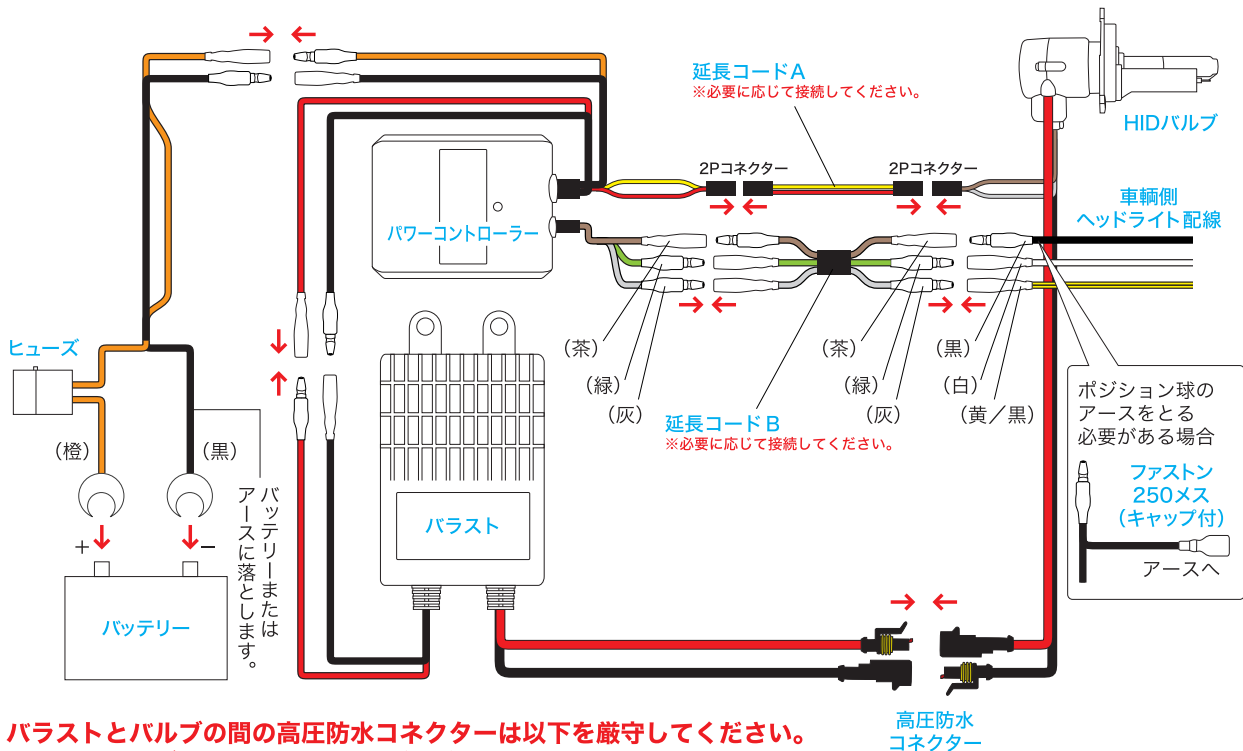 延長コードA
※必要に応じて接続してください。
HIDバルブ
2Pコネクター
2Pコネクター
車輌側
ヘッドライト配線
パワーコントローラー
ヒューズ
(茶)
(緑)
(灰)
(茶)
(緑)
(灰)
(黒)
(白)
(黄/黒)
延長コードB
※必要に応じて接続してください。
ポジション球の
アースをとる
必要がある場合
ファストン
250メス
(キャップ付)
アースへ
(橙)
(黒)
バッテリーまたは
アースに落とします。
+
−
バッテリー
バラスト
高圧防水
コネクター
バラストとバルブの間の高圧防水コネクターは以下を厳守してください。